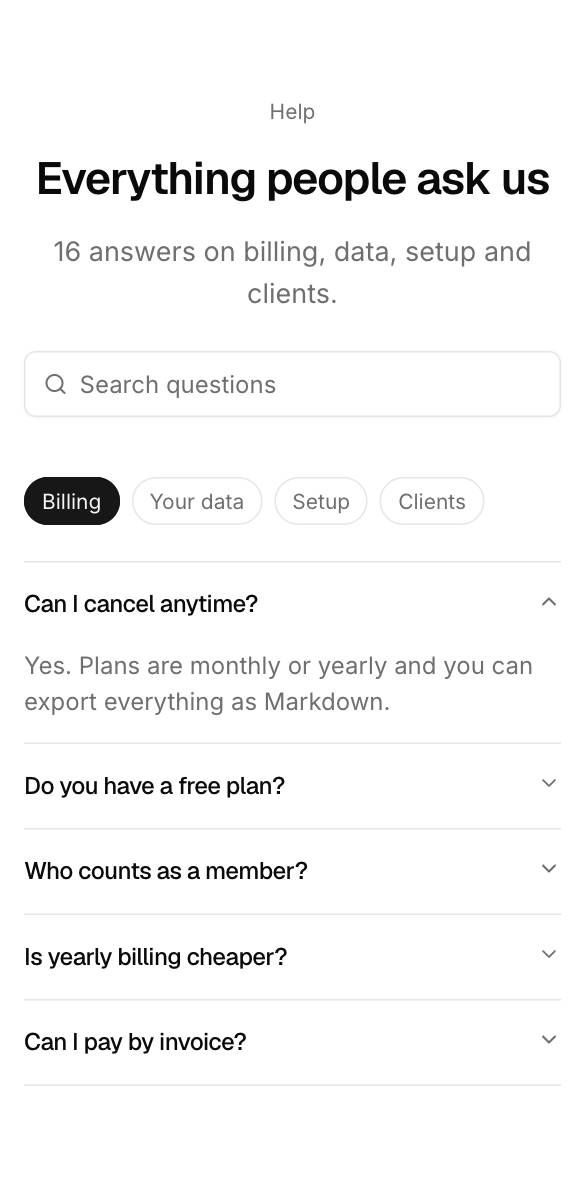 Help
Everything people ask us
16 answers on billing, data, setup and
clients.
Search questions
Billing
Your data
Setup
Clients
Can I cancel anytime?
Yes. Plans are monthly or yearly and you can
export everything as Markdown.
Do you have a free plan?
Who counts as a member?
Is yearly billing cheaper?
Can I pay by invoice?